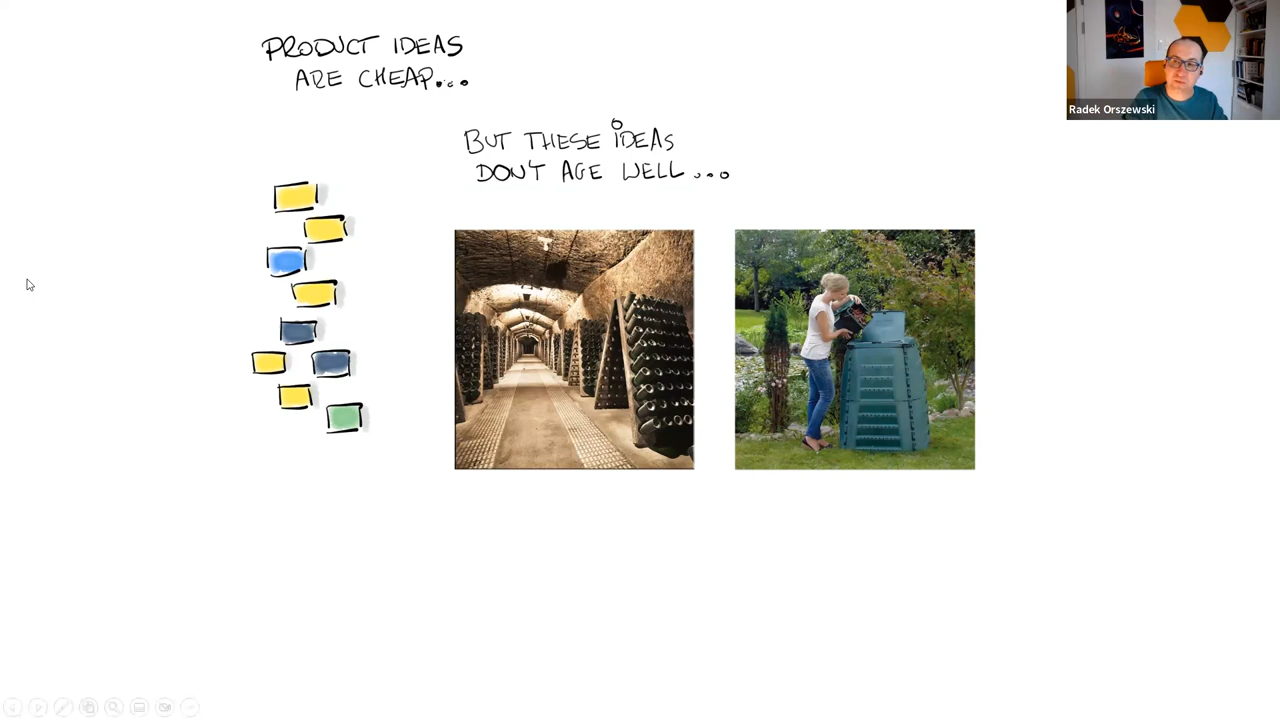 PRODUCT IDEAS
ARE CHEAP...
BUT THESE IDEAS
DON'T AGE WELL...
Radek Orszewski